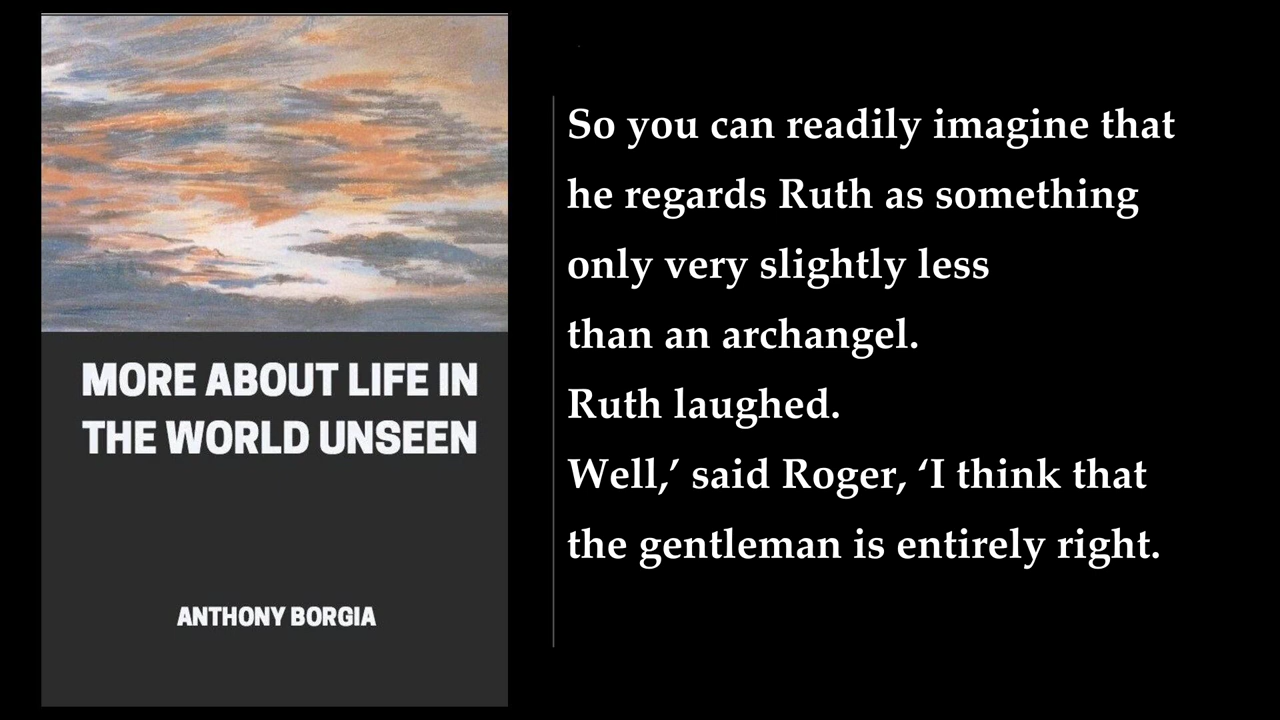 MORE ABOUT LIFE IN
THE WORLD UNSEEN
ANTHONY BORGIA
So you can readily imagine that
he regards Ruth as something
only very slightly less
than an archangel.
Ruth laughed.
Well,’ said Roger, ‘I think that
the gentleman is entirely right.